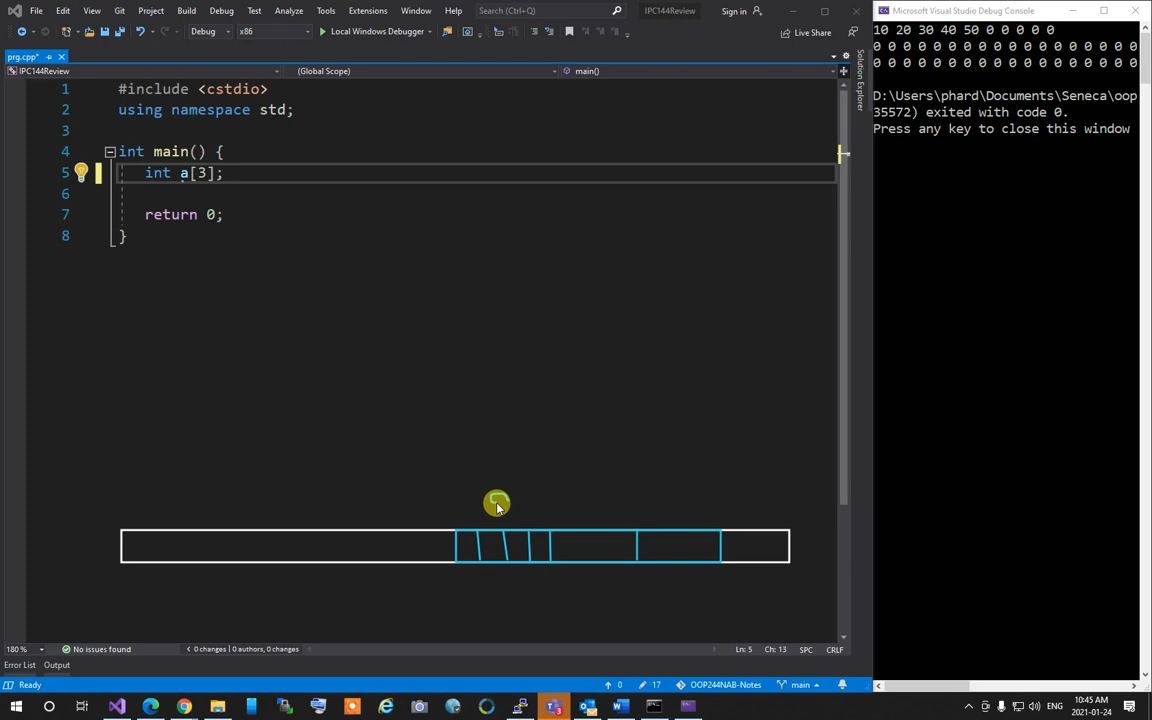 File Edit View Git Project Build Debug Test Analyze Tools Extensions Window Help Search (Ctrl+Q) IPC144Review Sign in
Microsoft Visual Studio Debug Console
Debug x86 Local Windows Debugger Live Share
prg.cpp*
IPC144Review (Global Scope) main()
Solution Explorer
1 #include <cstdio>
2 using namespace std;
3
4 int main() {
5 int a[3];
6
7 return 0;
8 }
10 20 30 40 50 0 0 0 0 0
0 0 0 0 0 0 0 0 0 0 0 0 0 0 0 0 0 0
0 0 0 0 0 0 0 0 0 0 0 0 0 0 0 0 0 0
D:\Users\phard\Documents\Seneca\oop
35572) exited with code 0.
Press any key to close this window
180 % No issues found 0 changes | 0 authors, 0 changes Ln: 5 Ch: 13 SPC CRLF
Error List Output
Ready 0 17 OOP244NAB-Notes main
ENG 10:45 AM
2021-01-24